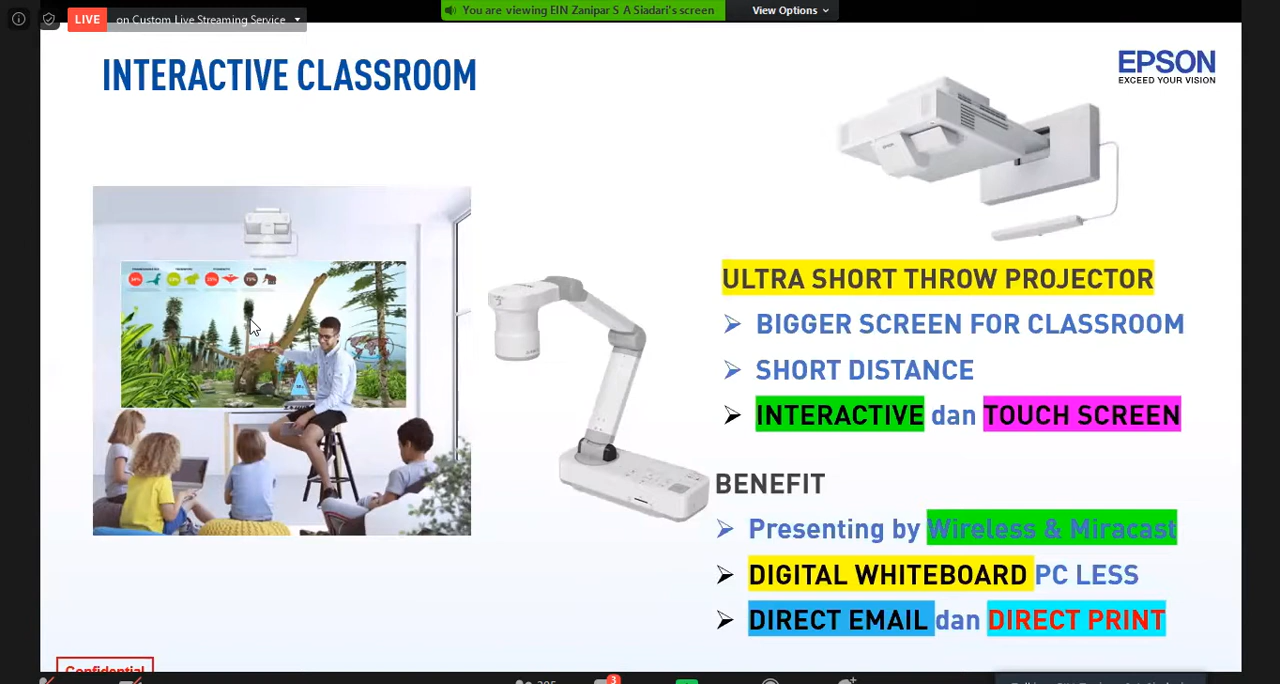 LIVE on Custom Live Streaming Service
You are viewing EIN Zanipar S A Siadari's screen
View Options
INTERACTIVE CLASSROOM
EPSON
EXCEED YOUR VISION
ULTRA SHORT THROW PROJECTOR
BIGGER SCREEN FOR CLASSROOM
SHORT DISTANCE
INTERACTIVE dan TOUCH SCREEN
BENEFIT
Presenting by Wireless & Miracast
DIGITAL WHITEBOARD PC LESS
DIRECT EMAIL dan DIRECT PRINT
Confidential
3